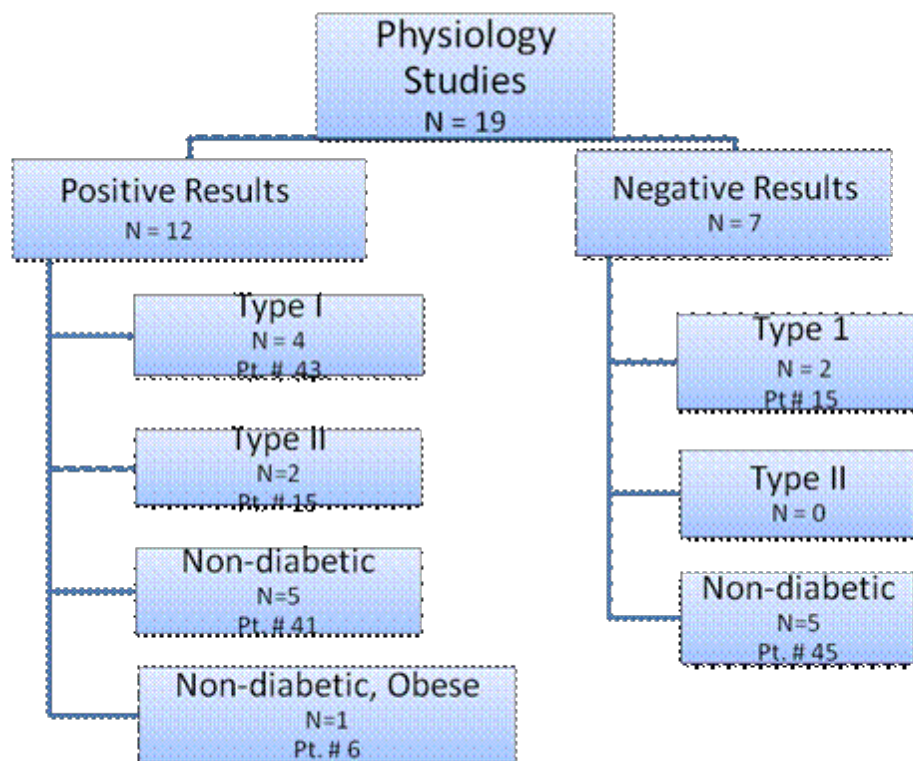 Physiology
Studies
N = 19
Positive Results
N = 12
Negative Results
N = 7
Type I
N = 4
Pt. # 43
Type II
N=2
Pt. # 15
Non-diabetic
N=5
Pt. # 41
Non-diabetic, Obese
N=1
Pt. # 6
Type 1
N = 2
Pt # 15
Type II
N = 0
Non-diabetic
N=5
Pt. # 45